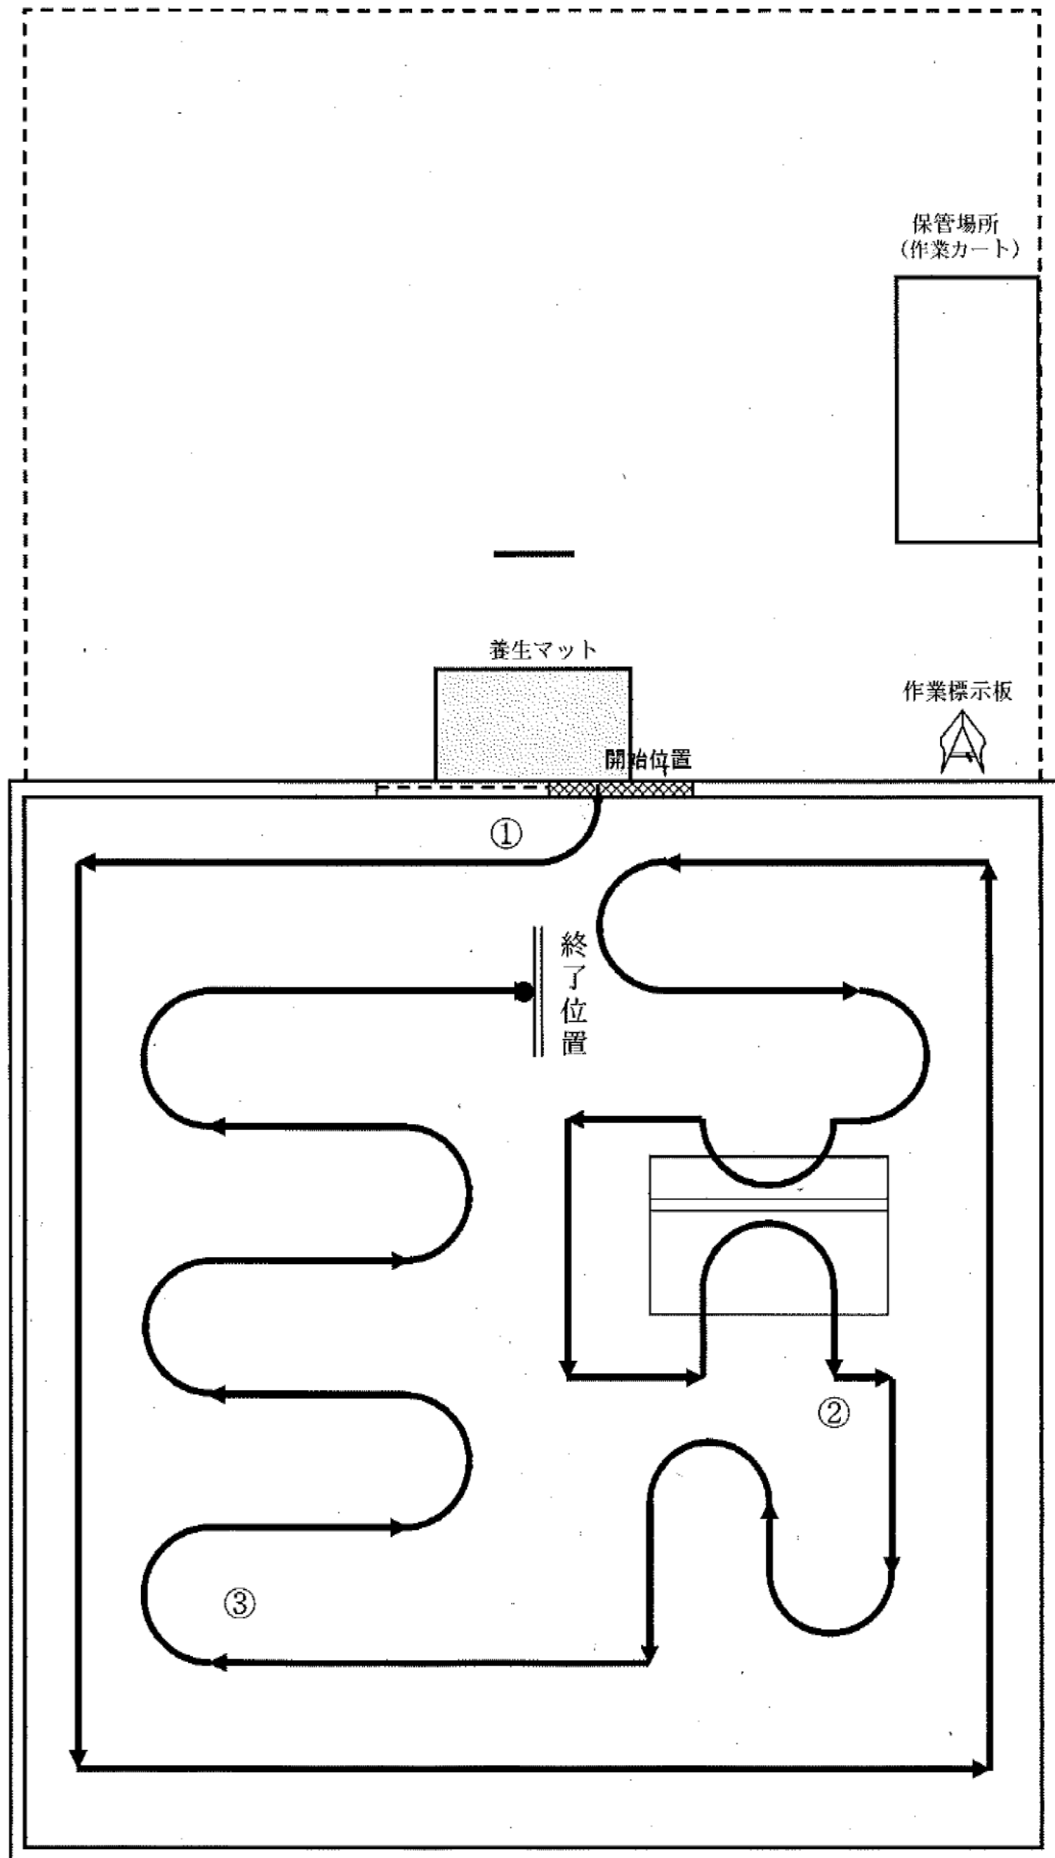 保管場所
(作業カート)
養生マット
作業標示板
開始位置
①
終了位置
②
③